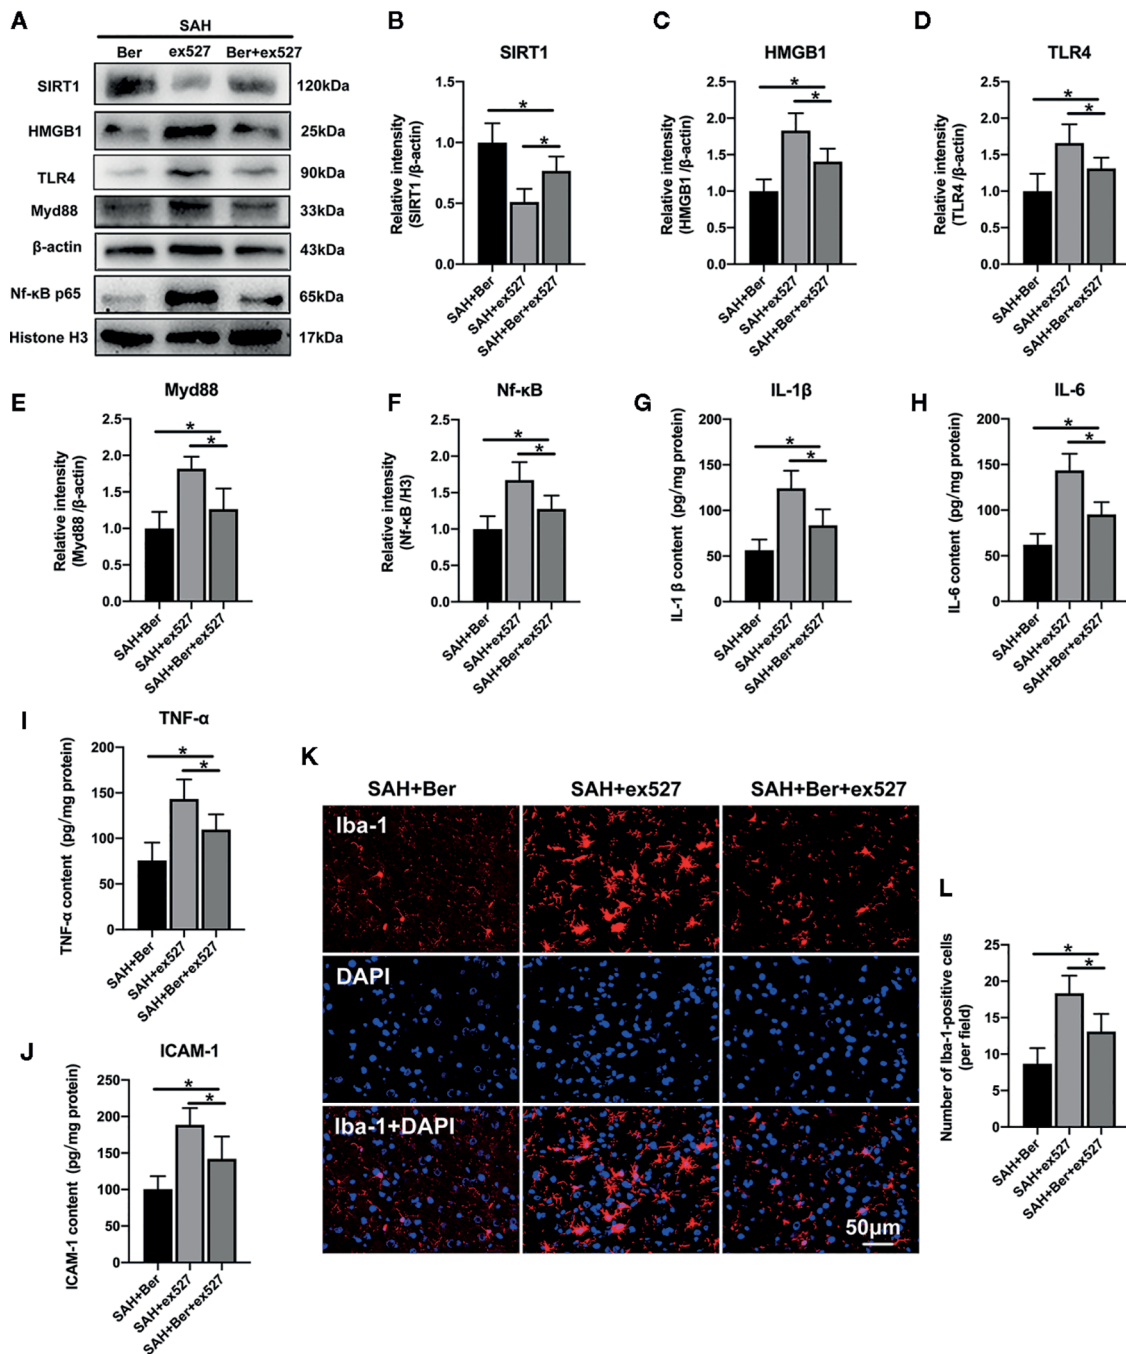 A
SAH
Ber ex527 Ber+ex527
SIRT1 120kDa
HMGB1 25kDa
TLR4 90kDa
Myd88 33kDa
β-actin 43kDa
Nf-κB p65 65kDa
Histone H3 17kDa
B
SIRT1
Relative intensity
(SIRT1 /β-actin)
1.5
1.0
0.5
0.0
*
*
SAH+Ber
SAH+ex527
SAH+Ber+ex527
C
HMGB1
Relative intensity
(HMGB1 /β-actin)
2.5
2.0
1.5
1.0
0.5
0.0
*
*
SAH+Ber
SAH+ex527
SAH+Ber+ex527
D
TLR4
Relative intensity
(TLR4 /β-actin)
2.5
2.0
1.5
1.0
0.5
0.0
*
*
SAH+Ber
SAH+ex527
SAH+Ber+ex527
E
Myd88
Relative intensity
(Myd88 /β-actin)
2.5
2.0
1.5
1.0
0.5
0.0
*
*
SAH+Ber
SAH+ex527
SAH+Ber+ex527
F
Nf-κB
Relative intensity
(Nf-κB /H3)
2.5
2.0
1.5
1.0
0.5
0.0
*
*
SAH+Ber
SAH+ex527
SAH+Ber+ex527
G
IL-1β
IL-1 β content (pg/mg protein)
200
150
100
50
0
*
*
SAH+Ber
SAH+ex527
SAH+Ber+ex527
H
IL-6
IL-6 content (pg/mg protein)
200
150
100
50
0
*
*
SAH+Ber
SAH+ex527
SAH+Ber+ex527
I
TNF-α
TNF-α content (pg/mg protein)
200
150
100
50
0
*
*
SAH+Ber
SAH+ex527
SAH+Ber+ex527
J
ICAM-1
ICAM-1 content (pg/mg protein)
250
200
150
100
50
0
*
*
SAH+Ber
SAH+ex527
SAH+Ber+ex527
K
SAH+Ber SAH+ex527 SAH+Ber+ex527
Iba-1
DAPI
Iba-1+DAPI
50μm
L
Number of Iba-1-positive cells
(per field)
25
20
15
10
5
0
*
*
SAH+Ber
SAH+ex527
SAH+Ber+ex527